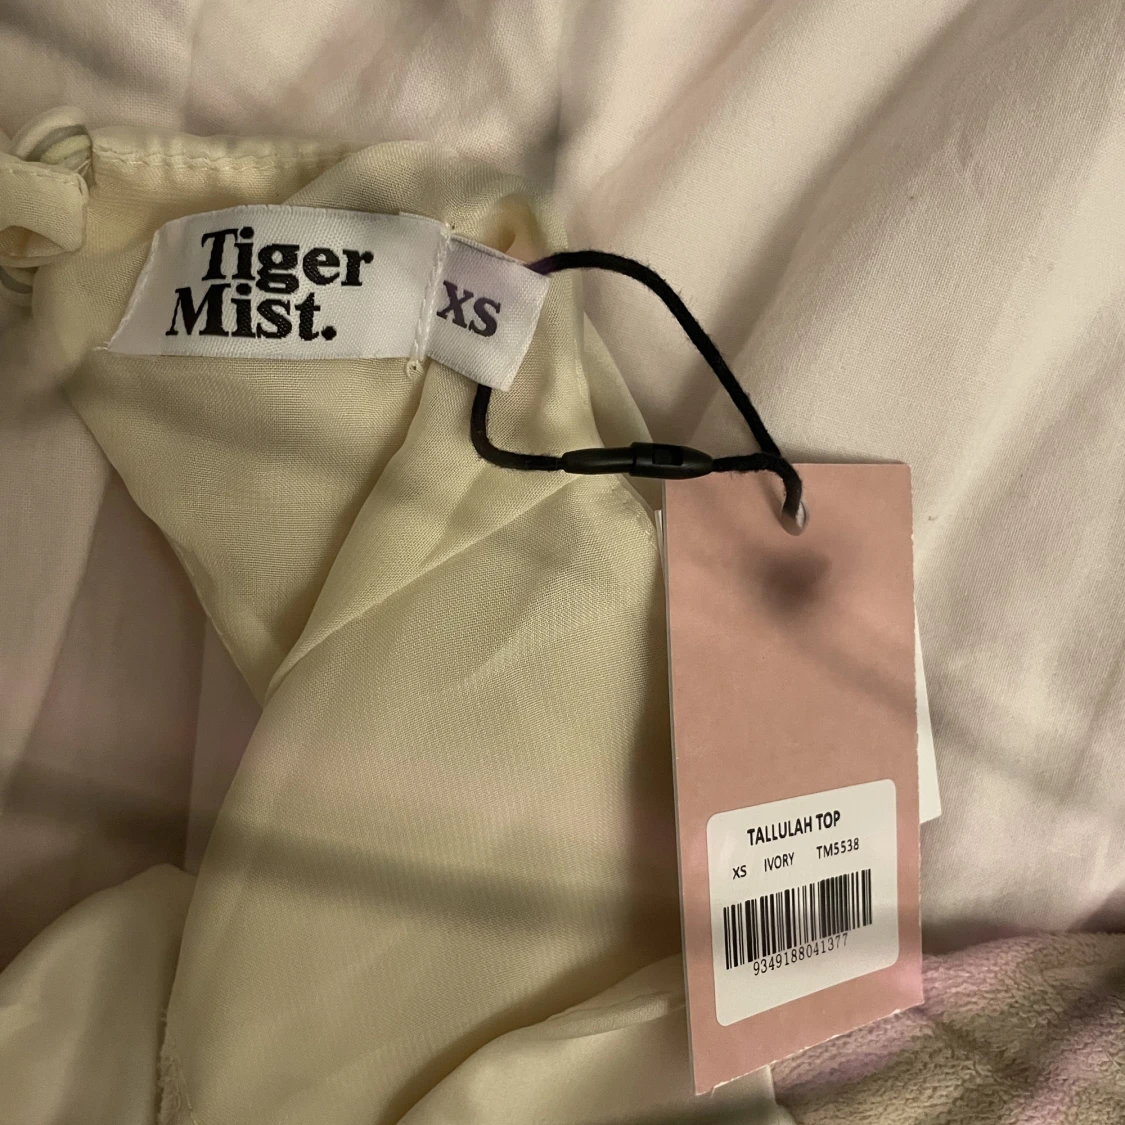 Tiger
Mist.
XS
TALLULAH TOP
XS IVORY TM5538
9349188041377